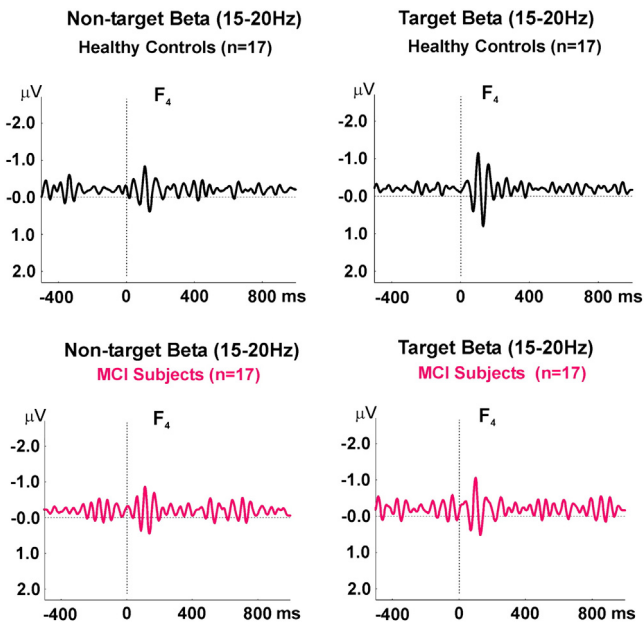 Non-target Beta (15-20Hz)
Healthy Controls (n=17)
μV
F4
-2.0
-1.0
-0.0
1.0
2.0
-400 0 400 800 ms
Target Beta (15-20Hz)
Healthy Controls (n=17)
μV
F4
-2.0
-1.0
-0.0
1.0
2.0
-400 0 400 800 ms
Non-target Beta (15-20Hz)
MCI Subjects (n=17)
μV
F4
-2.0
-1.0
-0.0
1.0
2.0
-400 0 400 800 ms
Target Beta (15-20Hz)
MCI Subjects (n=17)
μV
F4
-2.0
-1.0
-0.0
1.0
2.0
-400 0 400 800 ms